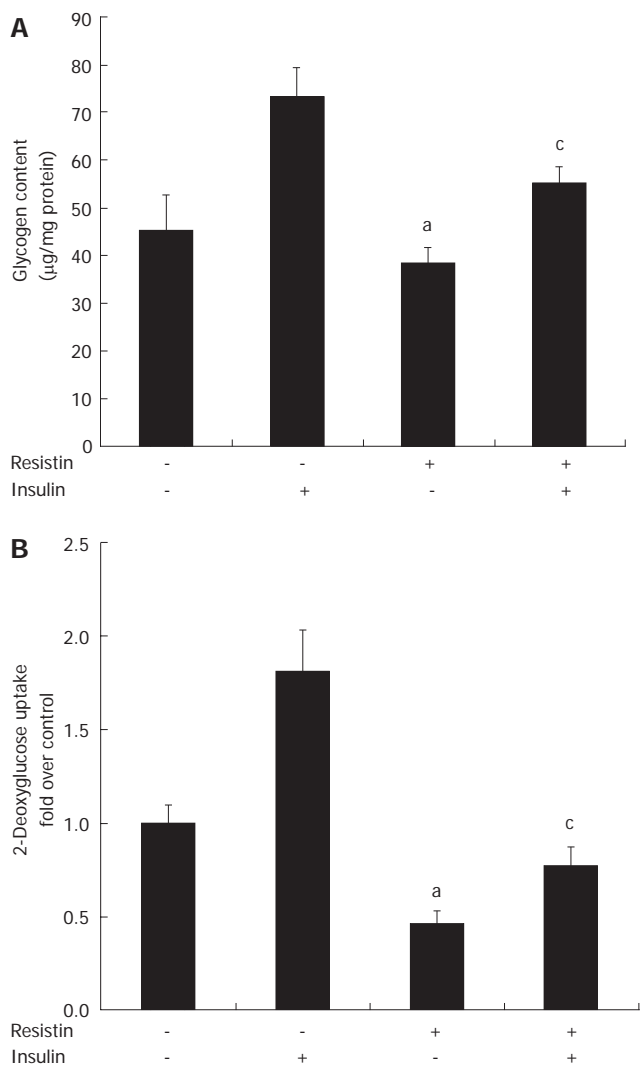 A
90
80
70
60
50
40
30
20
10
0
Glycogen content
(μg/mg protein)
a
c
Resistin - - + +
Insulin - + - +
B
2.5
2.0
1.5
1.0
0.5
0.0
2-Deoxyglucose uptake
fold over control
a
c
Resistin - - + +
Insulin - + - +